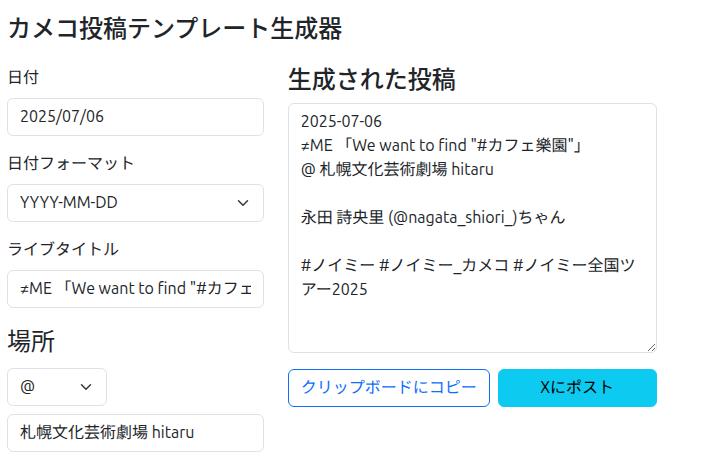 カメコ投稿テンプレート生成器
日付
2025/07/06
日付フォーマット
YYYY-MM-DD
ライブタイトル
≠ME 「We want to find "#カフェ
場所
@
札幌文化芸術劇場 hitaru
生成された投稿
2025-07-06
≠ME 「We want to find "#カフェ樂園"」
@ 札幌文化芸術劇場 hitaru
永田 詩央里 (@nagata_shiori_)ちゃん
#ノイミー #ノイミー_カメコ #ノイミー全国ツ
アー2025
クリップボードにコピー
Xにポスト